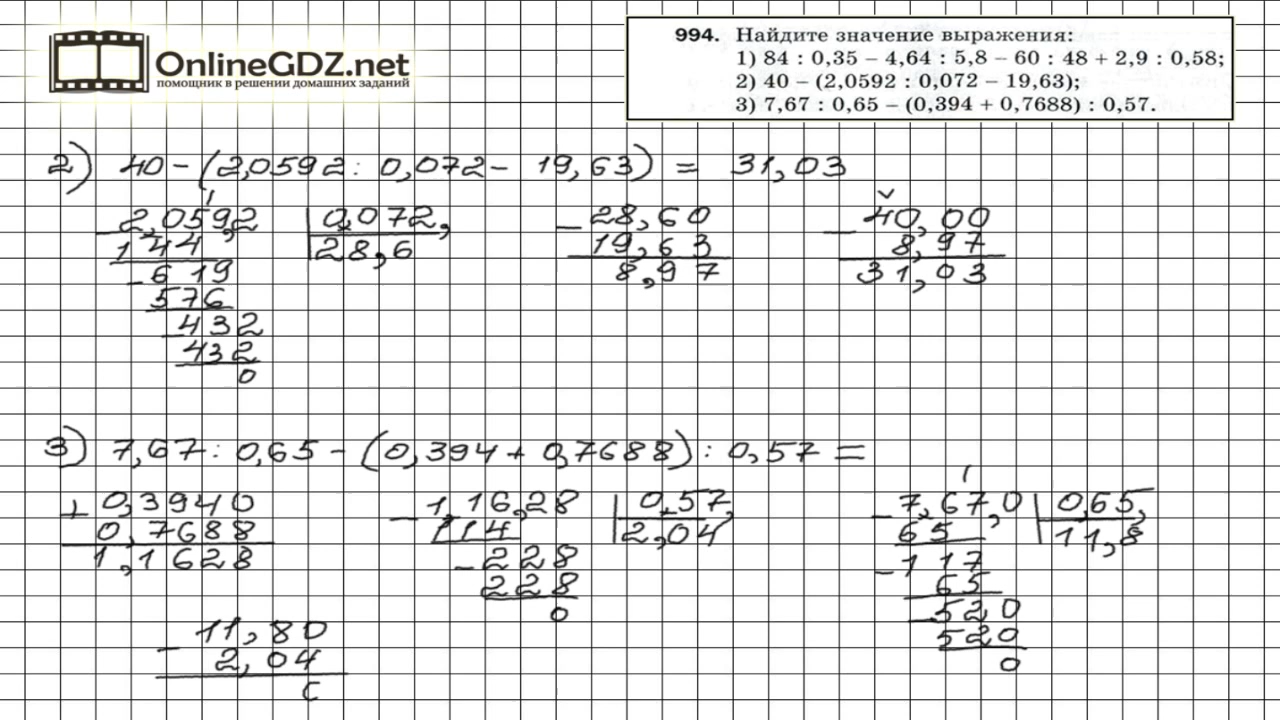 OnlineGDZ.net
помощник в решении домашних заданий
994. Найдите значение выражения:
1) 84 : 0,35 – 4,64 : 5,8 – 60 : 48 + 2,9 : 0,58;
2) 40 – (2,0592 : 0,072 – 19,63);
3) 7,67 : 0,65 – (0,394 + 0,7688) : 0,57.
2) 40 – (2,0592 : 0,072 – 19,63) = 31,03
2,059,2 0,072,
– 144 28,6
– 619
576
– 432
432
0
– 28,60
19,63
8,97
– 40,00
8,97
31,03
3) 7,67 : 0,65 – (0,394 + 0,7688) : 0,57 =
+ 0,3940
0,7688
1,1628
– 1,16,28 0,57,
114 2,04
– 228
228
0
– 7,67,0 0,65,
65 11,8
– 117
65
– 520
520
0
– 11,80
2,04